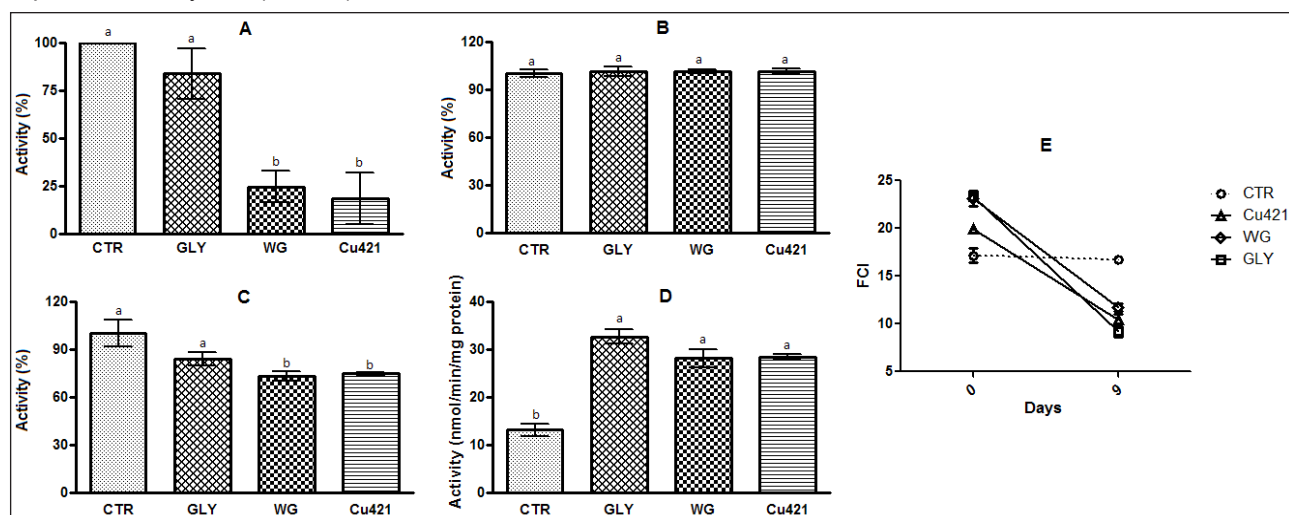 A
Activity (%)
100
75
50
25
0
a
a
b
b
CTR GLY WG Cu421
B
Activity (%)
120
90
60
30
0
a
a
a
a
CTR GLY WG Cu421
C
Activity (%)
120
90
60
30
0
a
a
b
b
CTR GLY WG Cu421
D
Activity (nmol/min/mg protein)
40
30
20
10
0
b
a
a
a
CTR GLY WG Cu421
E
FCI
25
20
15
10
5
0 9
Days
CTR
Cu421
WG
GLY